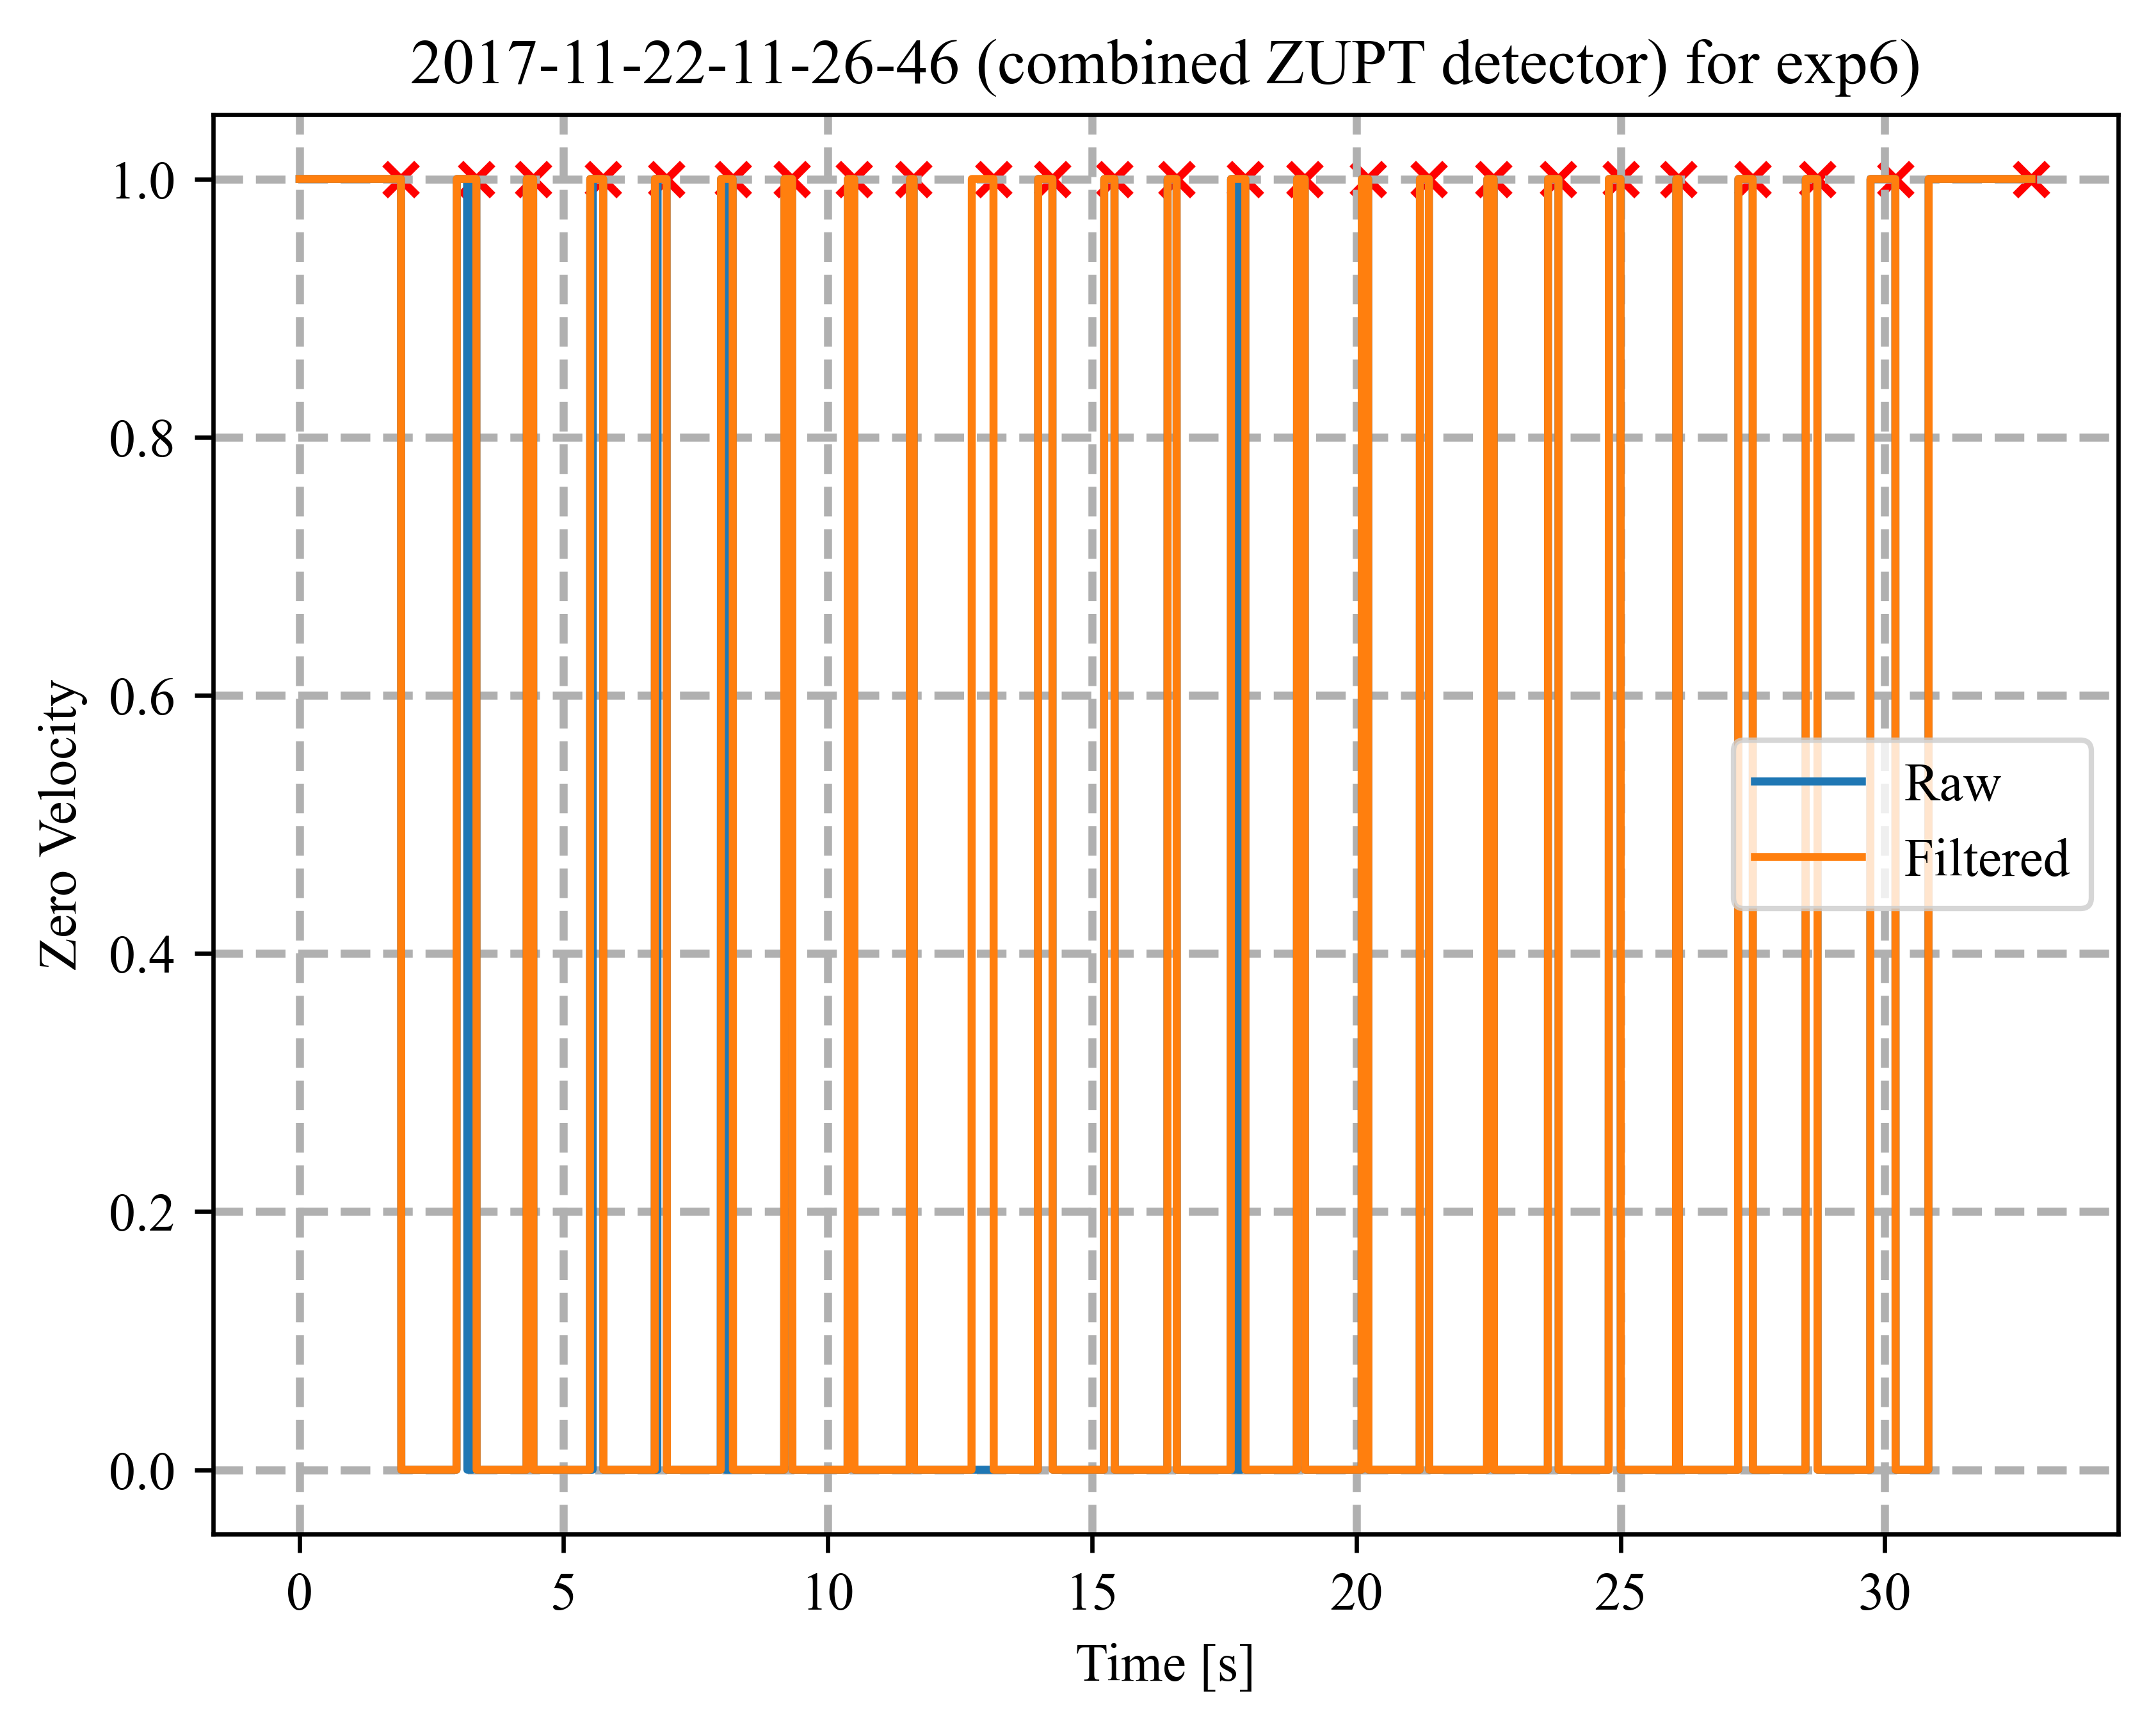 2017-11-22-11-26-46 (combined ZUPT detector) for exp6)
1.0
0.8
0.6
0.4
0.2
0.0
Zero Velocity
Raw
Filtered
0 5 10 15 20 25 30
Time [s]